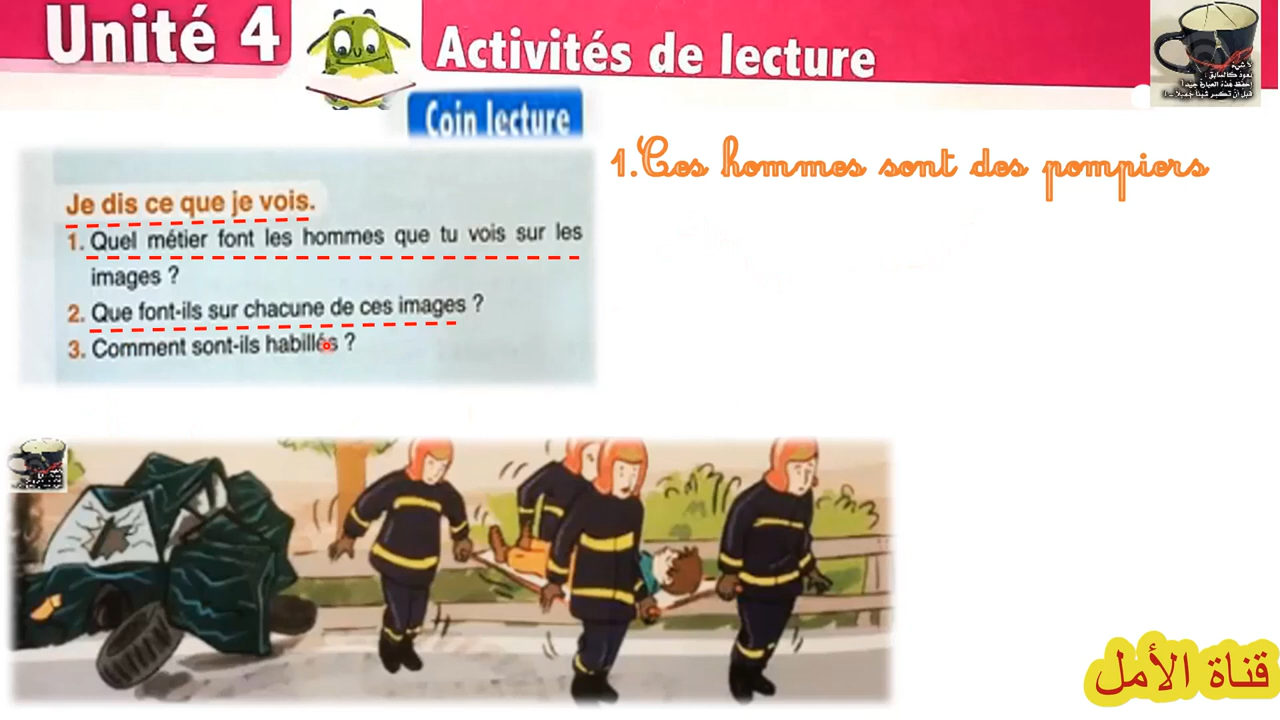 Unité 4
Activités de lecture
Coin lecture
1.Ces hommes sont des pompiers
Je dis ce que je vois.
1. Quel métier font les hommes que tu vois sur les
images ?
2. Que font-ils sur chacune de ces images ?
3. Comment sont-ils habillés ?
قناة الأمل